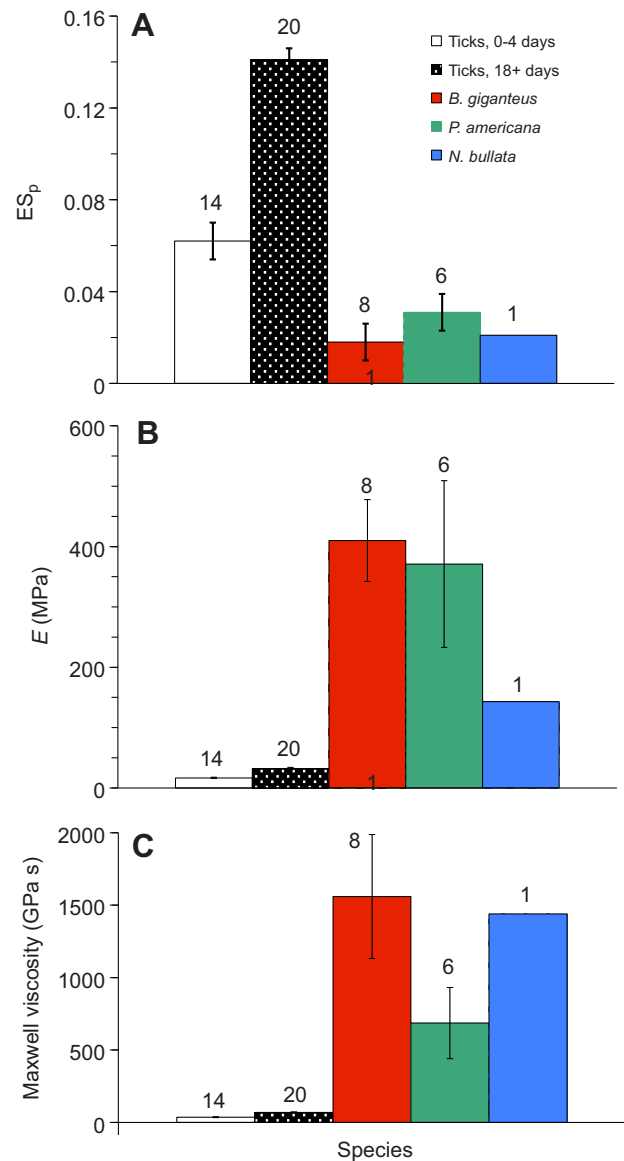 A
0.16
0.12
0.08
0.04
0
ES_p
14
20
8
1
6
1
Ticks, 0-4 days
Ticks, 18+ days
B. giganteus
P. americana
N. bullata
B
600
400
200
0
E (MPa)
14
20
8
1
6
1
C
2000
1500
1000
500
0
Maxwell viscosity (GPa s)
14
20
8
6
1
Species